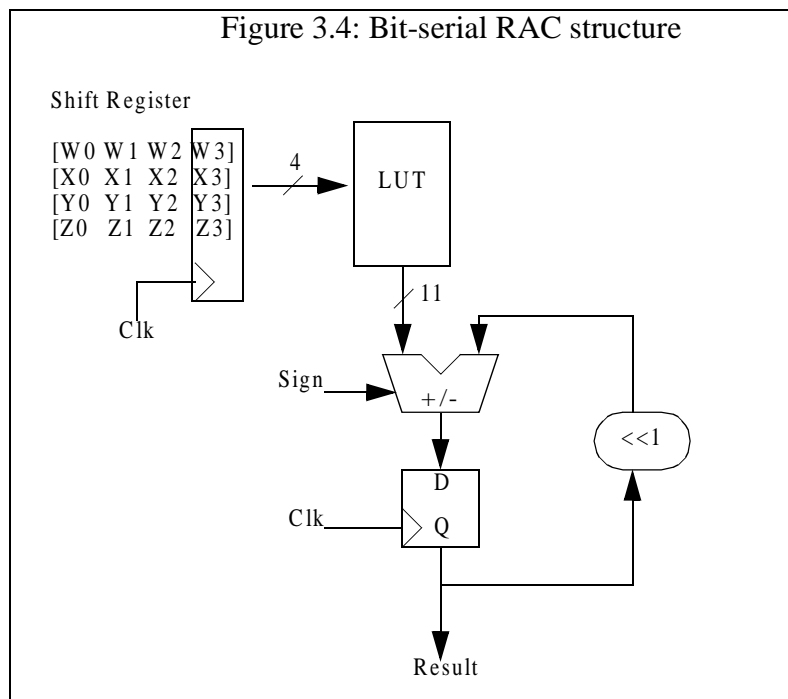 Figure 3.4: Bit-serial RAC structure
Shift Register
[W0 W1 W2 W3]
[X0 X1 X2 X3]
[Y0 Y1 Y2 Y3]
[Z0 Z1 Z2 Z3]
4
LUT
Clk
11
Sign
+/-
<<1
D
Clk
Q
Result